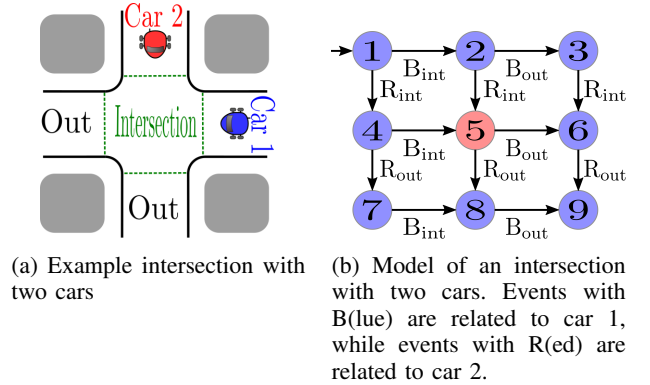 Car 2
Out
Intersection
Car 1
Out
(a) Example intersection with
two cars
1 B_int 2 B_out 3
R_int R_int R_int
4 B_int 5 B_out 6
R_out R_out R_out
7 B_int 8 B_out 9
(b) Model of an intersection
with two cars. Events with
B(lue) are related to car 1,
while events with R(ed) are
related to car 2.